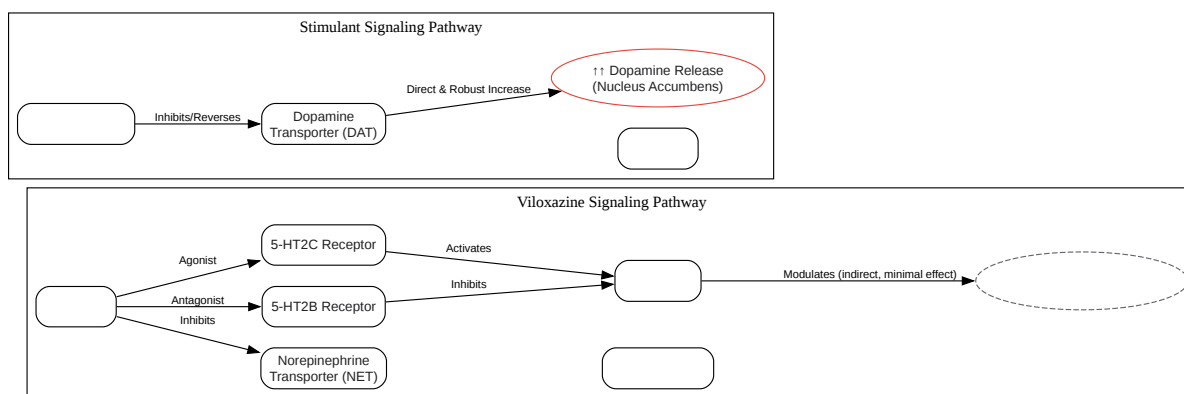 Stimulant Signaling Pathway
↑↑ Dopamine Release
(Nucleus Accumbens)
Direct & Robust Increase
Inhibits/Reverses
Dopamine
Transporter (DAT)
Viloxazine Signaling Pathway
5-HT2C Receptor
Activates
Agonist
Modulates (indirect, minimal effect)
Antagonist
5-HT2B Receptor
Inhibits
Inhibits
Norepinephrine
Transporter (NET)